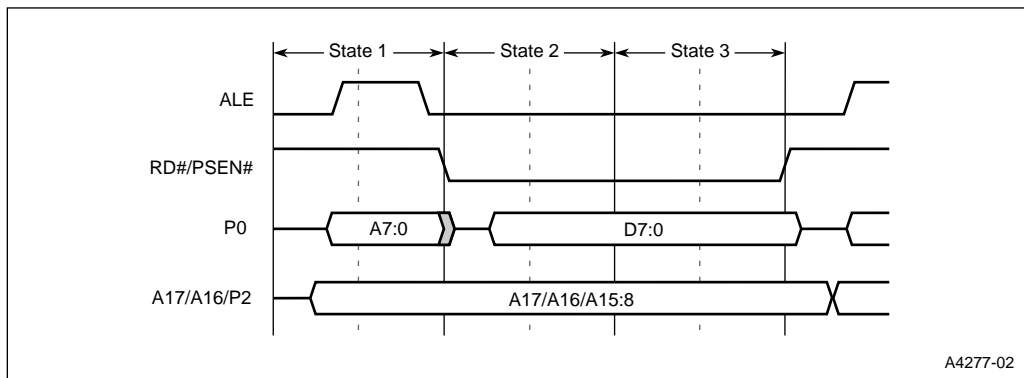 State 1 State 2 State 3
ALE
RD#/PSEN#
P0 A7:0 D7:0
A17/A16/P2 A17/A16/A15:8
A4277-02